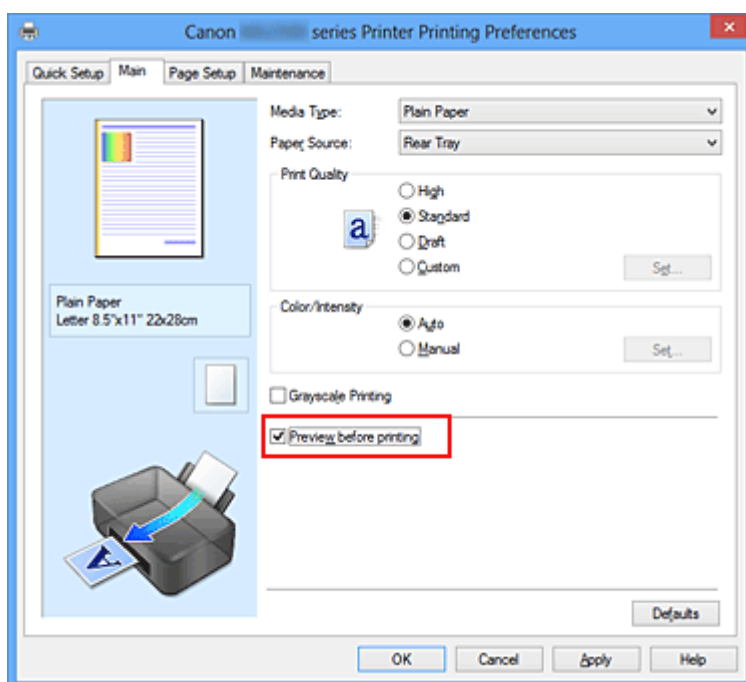 Canon series Printer Printing Preferences
Quick Setup Main Page Setup Maintenance
Media Type: Plain Paper
Paper Source: Rear Tray
Print Quality
High
a Standard
Draft
Custom Set...
Plain Paper
Letter 8.5"x11" 22x28cm
Color/Intensity
Auto
Manual Set...
Grayscale Printing
Preview before printing
A
Defaults
OK Cancel Apply Help